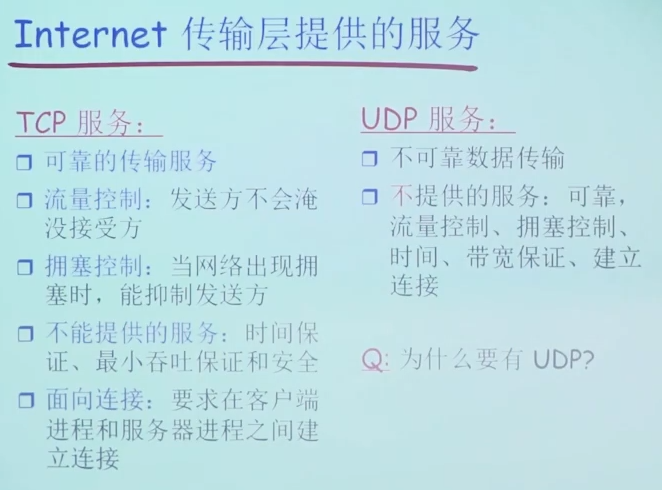 Internet 传输层提供的服务
TCP 服务：
可靠的传输服务
流量控制：发送方不会淹
没接受方
拥塞控制：当网络出现拥
塞时，能抑制发送方
不能提供的服务：时间保
证、最小吞吐保证和安全
面向连接：要求在客户端
进程和服务器进程之间建
立连接
UDP 服务：
不可靠数据传输
不提供的服务：可靠，
流量控制、拥塞控制、
时间、带宽保证、建立
连接
Q: 为什么要有 UDP?